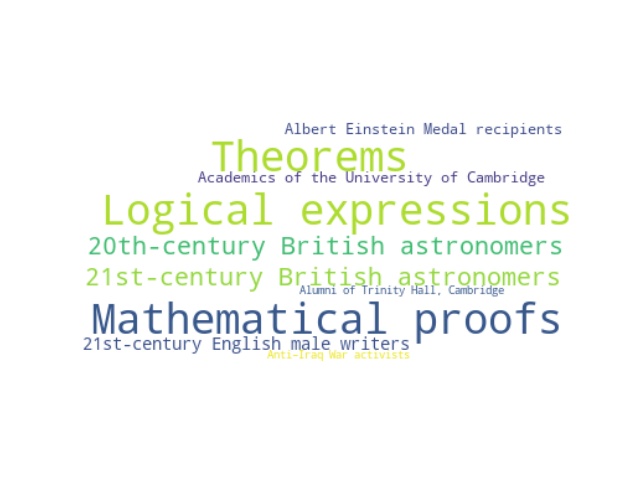 Albert Einstein Medal recipients
Theorems
Academics of the University of Cambridge
Logical expressions
20th-century British astronomers
21st-century British astronomers
Alumni of Trinity Hall, Cambridge
Mathematical proofs
21st-century English male writers
Anti-Iraq War activists